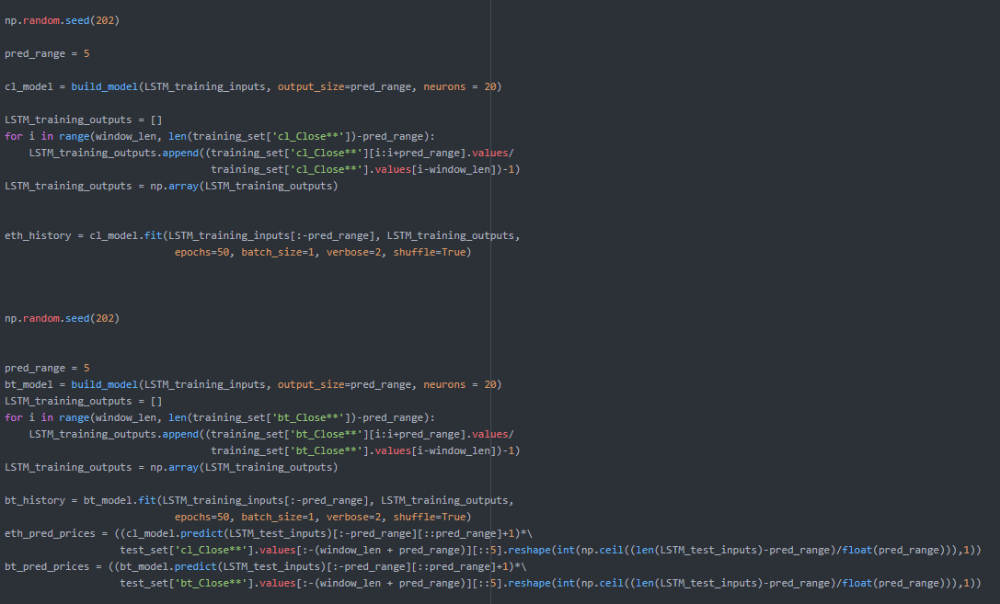 np.random.seed(202)
pred_range = 5
cl_model = build_model(LSTM_training_inputs, output_size=pred_range, neurons = 20)
LSTM_training_outputs = []
for i in range(window_len, len(training_set['cl_Close**'])-pred_range):
    LSTM_training_outputs.append((training_set['cl_Close**'][i:i+pred_range].values/
                                  training_set['cl_Close**'].values[i-window_len])-1)
LSTM_training_outputs = np.array(LSTM_training_outputs)
eth_history = cl_model.fit(LSTM_training_inputs[:-pred_range], LSTM_training_outputs,
                            epochs=50, batch_size=1, verbose=2, shuffle=True)
np.random.seed(202)
pred_range = 5
bt_model = build_model(LSTM_training_inputs, output_size=pred_range, neurons = 20)
LSTM_training_outputs = []
for i in range(window_len, len(training_set['bt_Close**'])-pred_range):
    LSTM_training_outputs.append((training_set['bt_Close**'][i:i+pred_range].values/
                                  training_set['bt_Close**'].values[i-window_len])-1)
LSTM_training_outputs = np.array(LSTM_training_outputs)
bt_history = bt_model.fit(LSTM_training_inputs[:-pred_range], LSTM_training_outputs,
                            epochs=50, batch_size=1, verbose=2, shuffle=True)
eth_pred_prices = ((cl_model.predict(LSTM_test_inputs)[:-pred_range][::pred_range]+1)*\
                   test_set['cl_Close**'].values[:-(window_len + pred_range)][::5].reshape(int(np.ceil((len(LSTM_test_inputs)-pred_range)/float(pred_range))),1))
bt_pred_prices = ((bt_model.predict(LSTM_test_inputs)[:-pred_range][::pred_range]+1)*\
                   test_set['bt_Close**'].values[:-(window_len + pred_range)][::5].reshape(int(np.ceil((len(LSTM_test_inputs)-pred_range)/float(pred_range))),1))